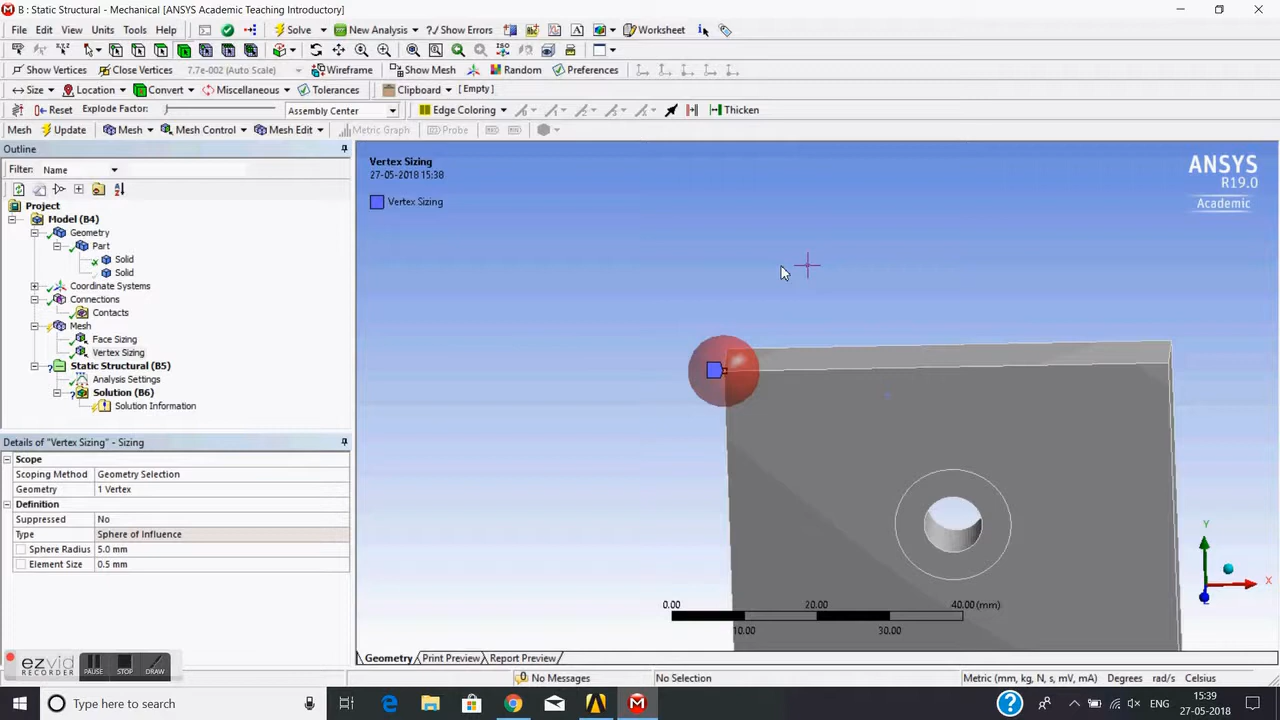 B : Static Structural - Mechanical [ANSYS Academic Teaching Introductory]
File Edit View Units Tools Help Solve New Analysis Show Errors Worksheet
Show Vertices Close Vertices 7.7e-002 (Auto Scale) Wireframe Show Mesh Random Preferences
Size Location Convert Miscellaneous Tolerances Clipboard [Empty]
Reset Explode Factor: Assembly Center Edge Coloring Thicken
Mesh Update Mesh Mesh Control Mesh Edit Metric Graph Probe
Outline
Filter: Name
Project
Model (B4)
Geometry
Part
Solid
Solid
Coordinate Systems
Connections
Contacts
Mesh
Face Sizing
Vertex Sizing
Static Structural (B5)
Analysis Settings
Solution (B6)
Solution Information
Details of "Vertex Sizing" - Sizing
Scope
Scoping Method Geometry Selection
Geometry 1 Vertex
Definition
Suppressed No
Type Sphere of Influence
Sphere Radius 5.0 mm
Element Size 0.5 mm
Vertex Sizing
27-05-2018 15:38
Vertex Sizing
ANSYS
R19.0
Academic
Y
X
Z
0.00 20.00 40.00 (mm)
10.00 30.00
Geometry Print Preview Report Preview
ezvid
RECORDER
PAUSE STOP DRAW
No Messages No Selection Metric (mm, kg, N, s, mV, mA) Degrees rad/s Celsius
Type here to search
ENG
15:39
27-05-2018